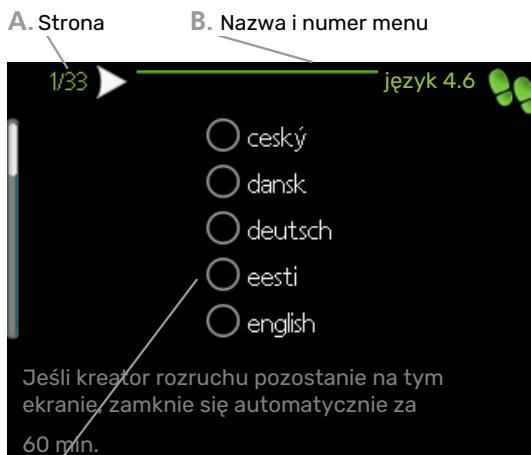 A. Strona
B. Nazwa i numer menu
1/33
język 4.6
ceský
dansk
deutsch
eesti
english
Jeśli kreator rozruchu pozostanie na tym
ekranie, zamknie się automatycznie za
60 min.